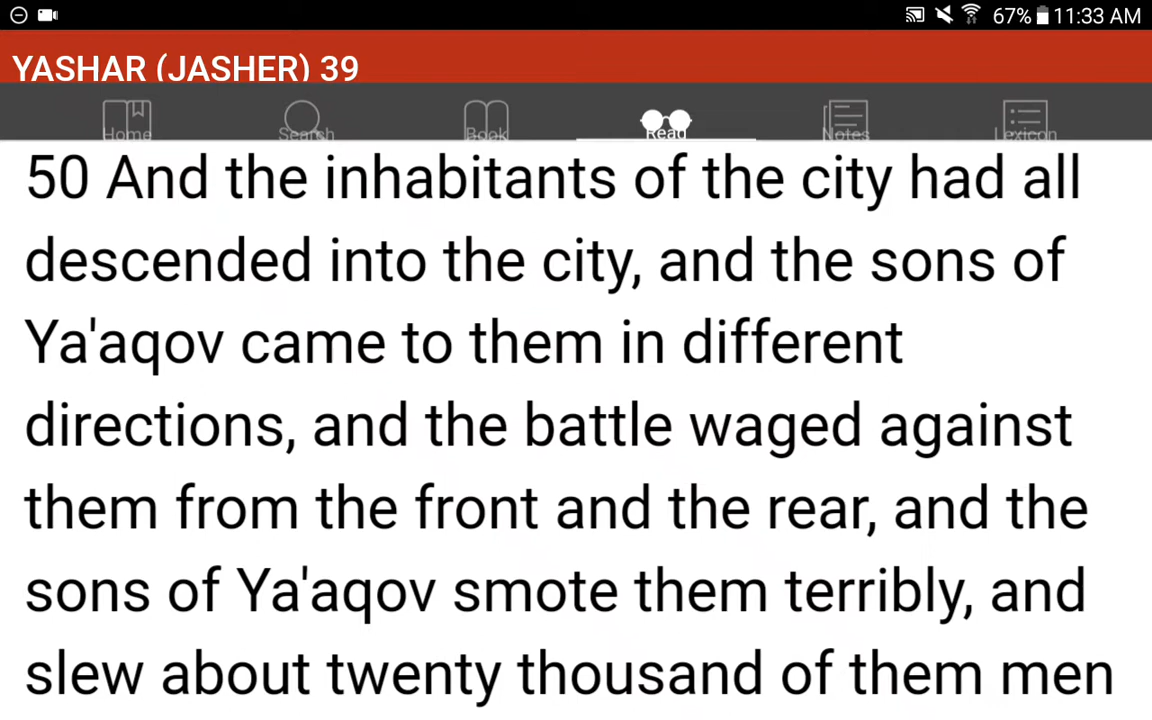 67% 11:33 AM
YASHAR (JASHER) 39
Home Search Book Read Notes Lexicon
50 And the inhabitants of the city had all
descended into the city, and the sons of
Ya'aqov came to them in different
directions, and the battle waged against
them from the front and the rear, and the
sons of Ya'aqov smote them terribly, and
slew about twenty thousand of them men